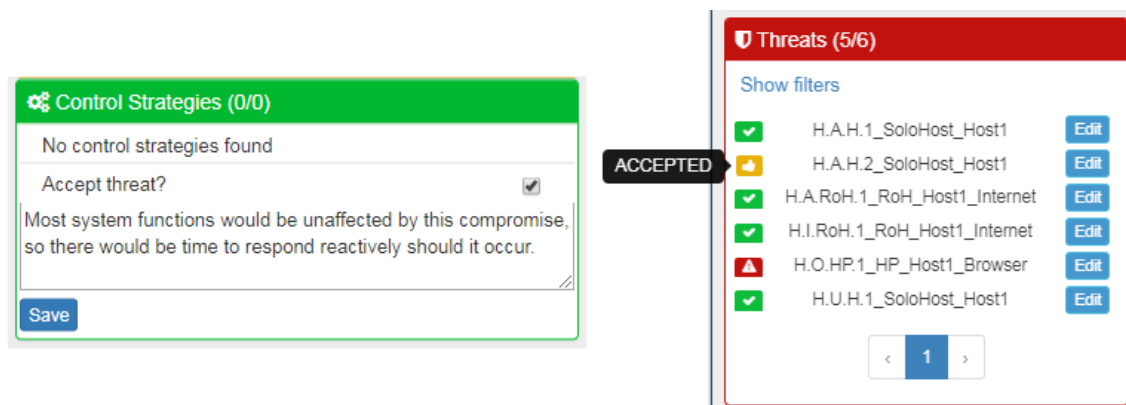 Control Strategies (0/0)
No control strategies found
Accept threat?
Most system functions would be unaffected by this compromise,
so there would be time to respond reactively should it occur.
Save
Threats (5/6)
Show filters
H.A.H.1_SoloHost_Host1 Edit
ACCEPTED H.A.H.2_SoloHost_Host1 Edit
H.A.RoH.1_RoH_Host1_Internet Edit
H.I.RoH.1_RoH_Host1_Internet Edit
H.O.HP.1_HP_Host1_Browser Edit
H.U.H.1_SoloHost_Host1 Edit
‹ 1 ›